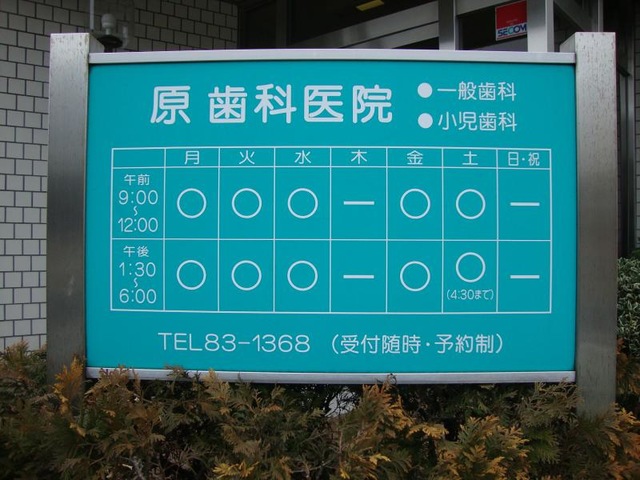 SECOM
原 歯科医院
●一般歯科
●小児歯科
月 火 水 木 金 土 日・祝
午前
9:00
～
12:00
○ ○ ○ ー ○ ○ ー
午後
1:30
～
6:00
○ ○ ○ ー ○ ○ ー
(4:30まで)
TEL83-1368 (受付随時・予約制)